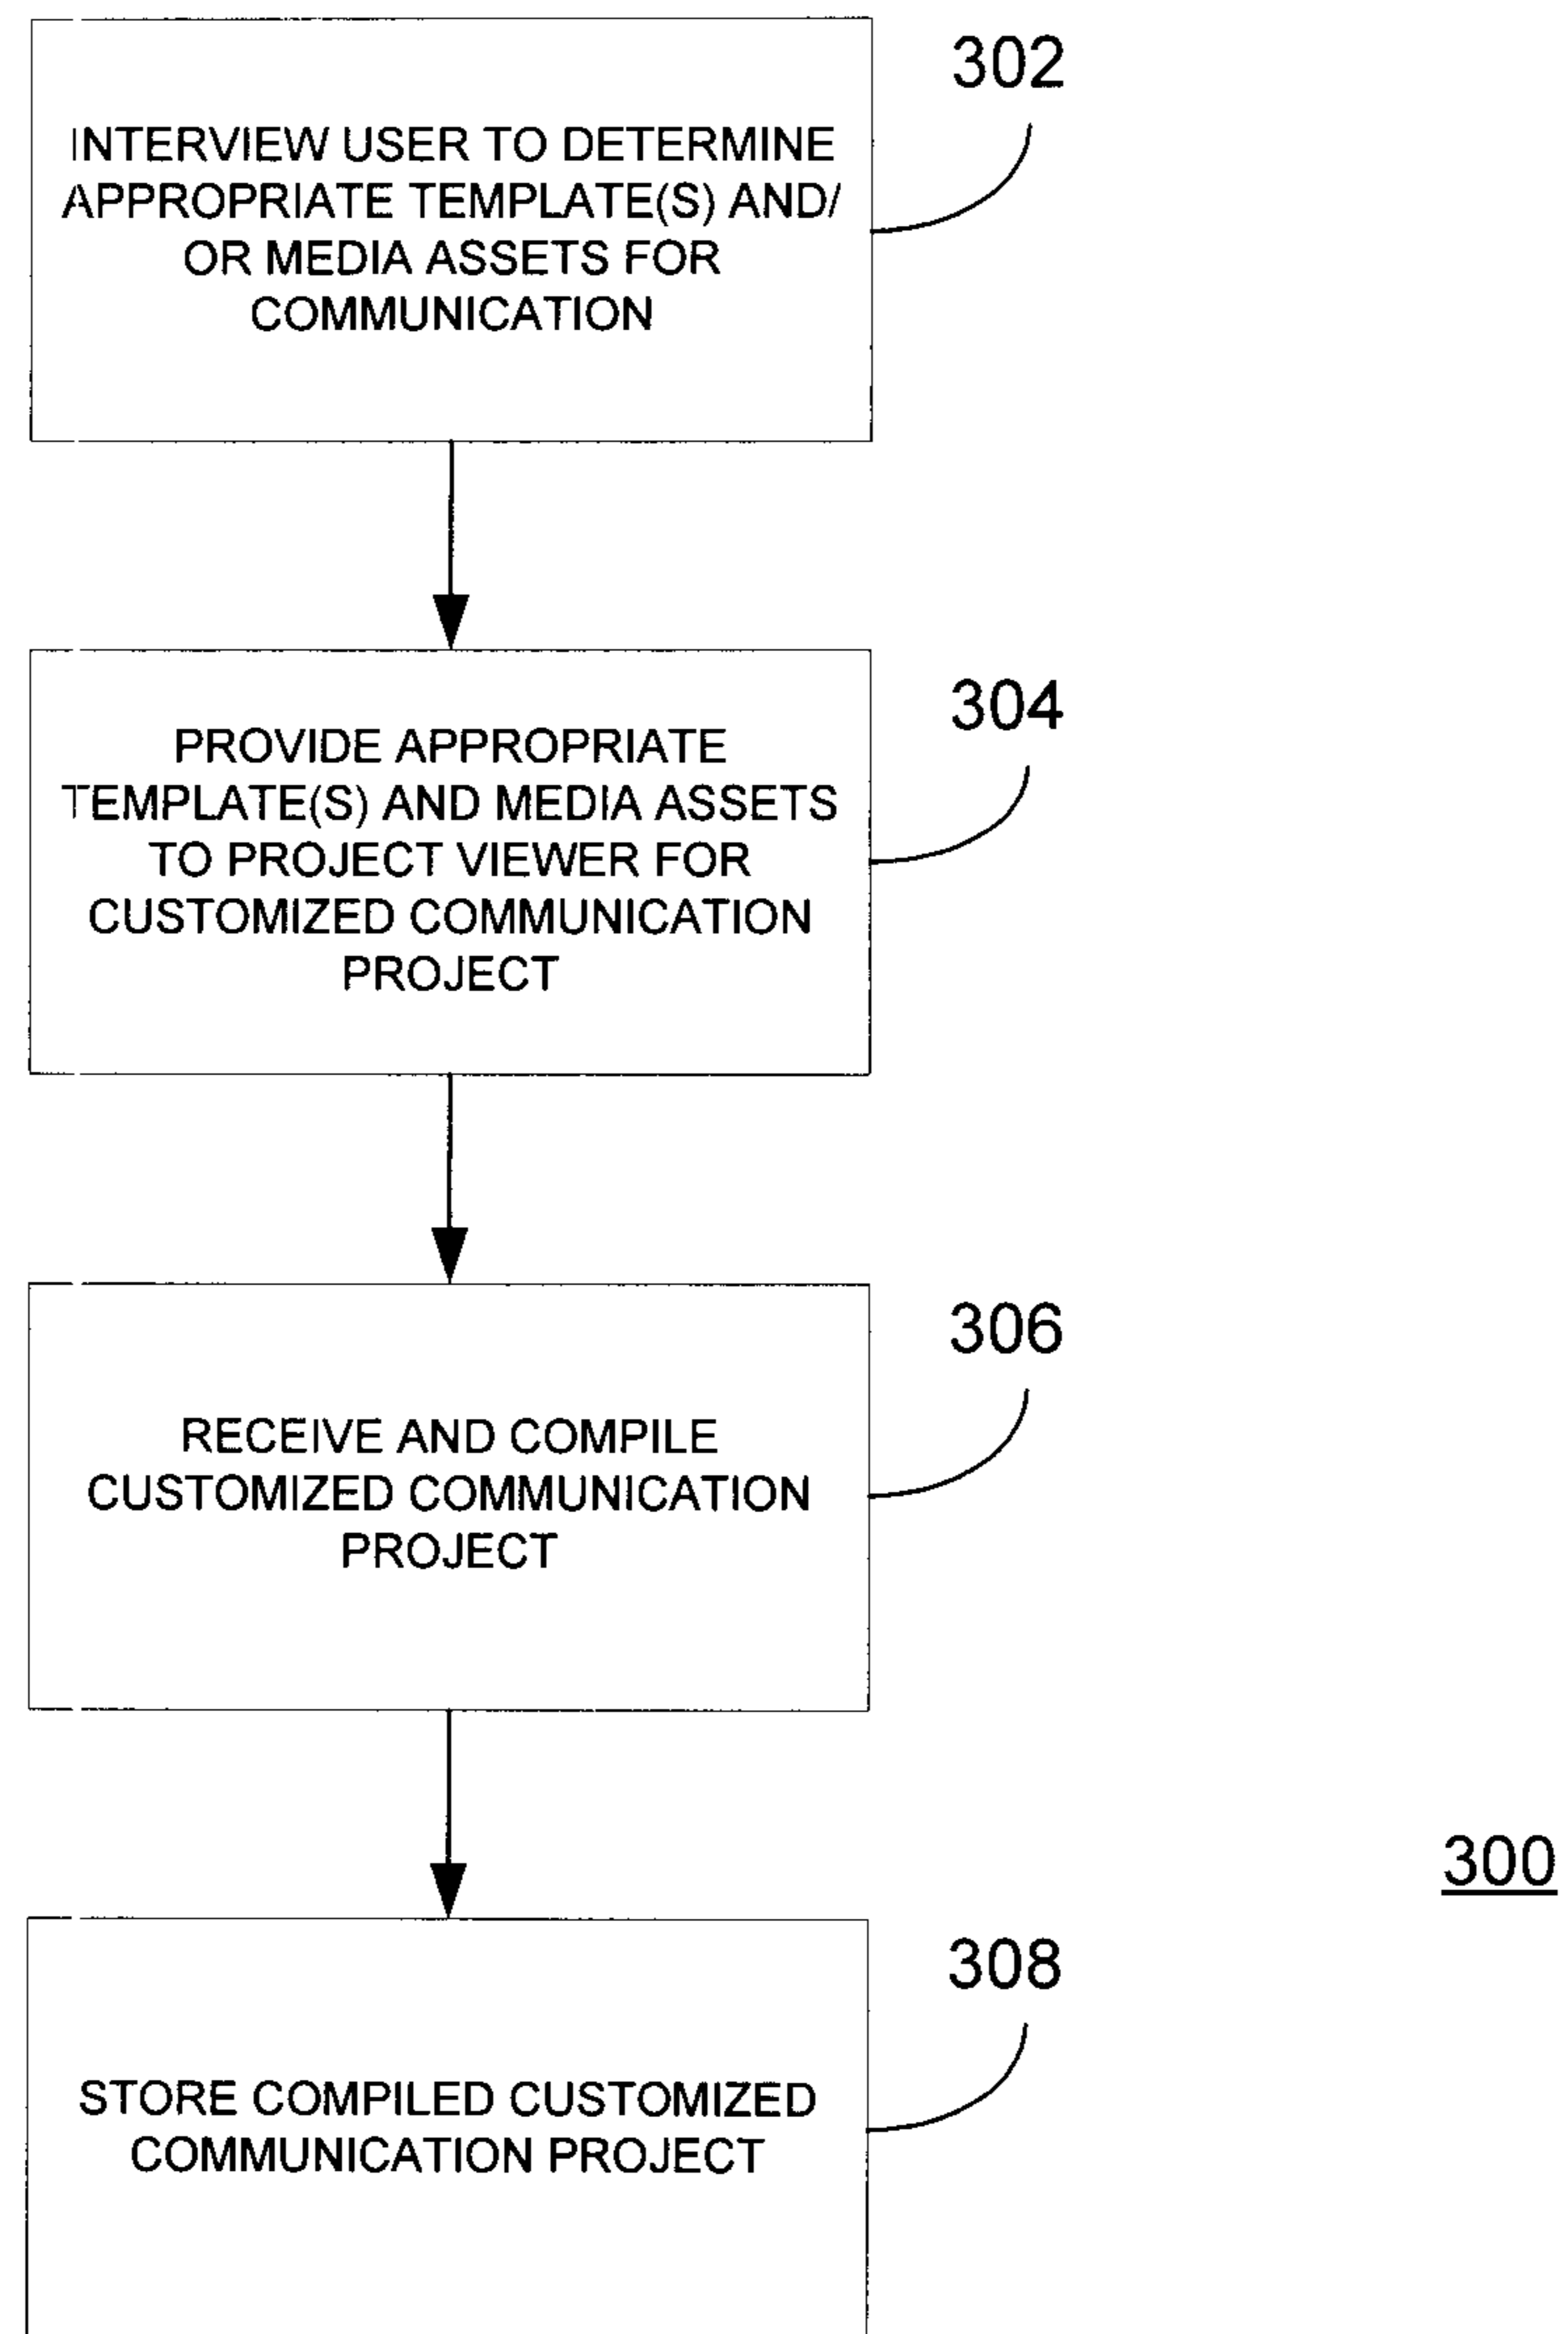 302
INTERVIEW USER TO DETERMINE
APPROPRIATE TEMPLATE(S) AND/
OR MEDIA ASSETS FOR
COMMUNICATION
304
PROVIDE APPROPRIATE
TEMPLATE(S) AND MEDIA ASSETS
TO PROJECT VIEWER FOR
CUSTOMIZED COMMUNICATION
PROJECT
306
RECEIVE AND COMPILE
CUSTOMIZED COMMUNICATION
PROJECT
300
308
STORE COMPILED CUSTOMIZED
COMMUNICATION PROJECT